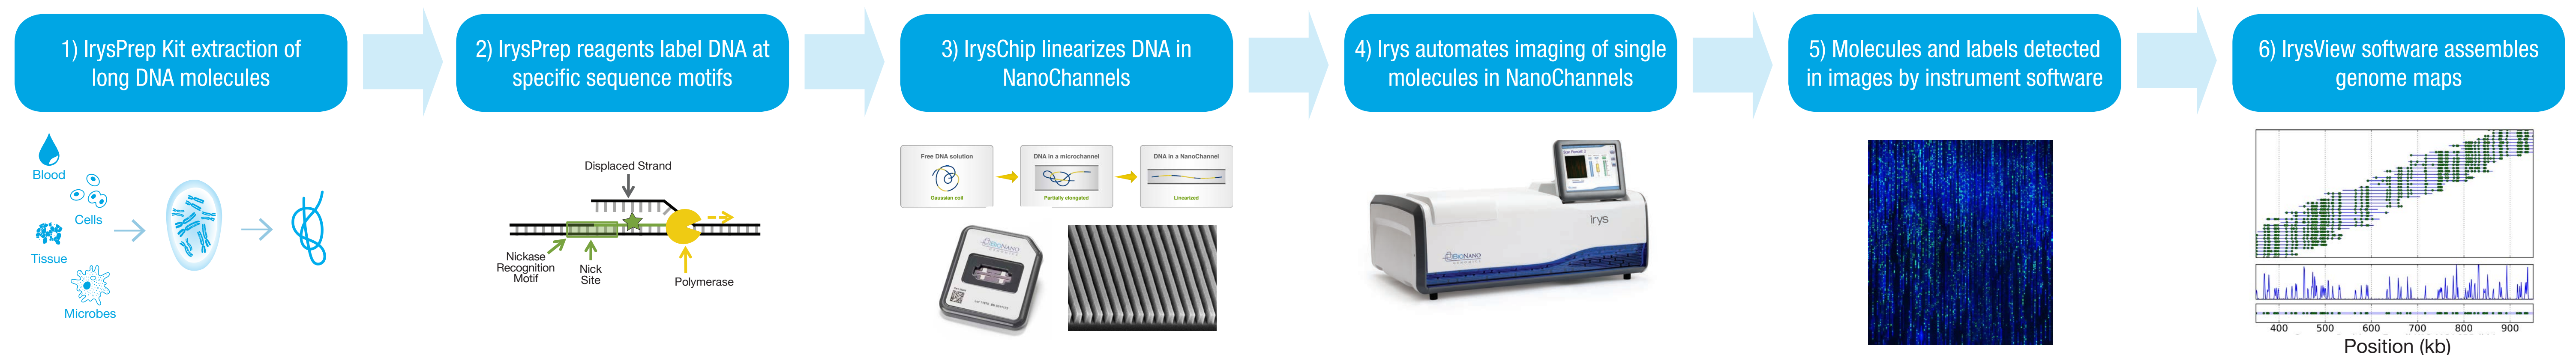 1) IrysPrep Kit extraction of
long DNA molecules
2) IrysPrep reagents label DNA at
specific sequence motifs
3) IrysChip linearizes DNA in
NanoChannels
4) Irys automates imaging of single
molecules in NanoChannels
5) Molecules and labels detected
in images by instrument software
6) IrysView software assembles
genome maps
Blood
Cells
Tissue
Microbes
Displaced Strand
Nickase
Recognition
Motif
Nick
Site
Polymerase
Free DNA solution
Gaussian coil
DNA in a microchannel
Partially elongated
DNA in a NanoChannel
Linearized
BIONANO
GENOMICS
irys
BIONANO
GENOMICS
400 500 600 700 800 900
Position (kb)